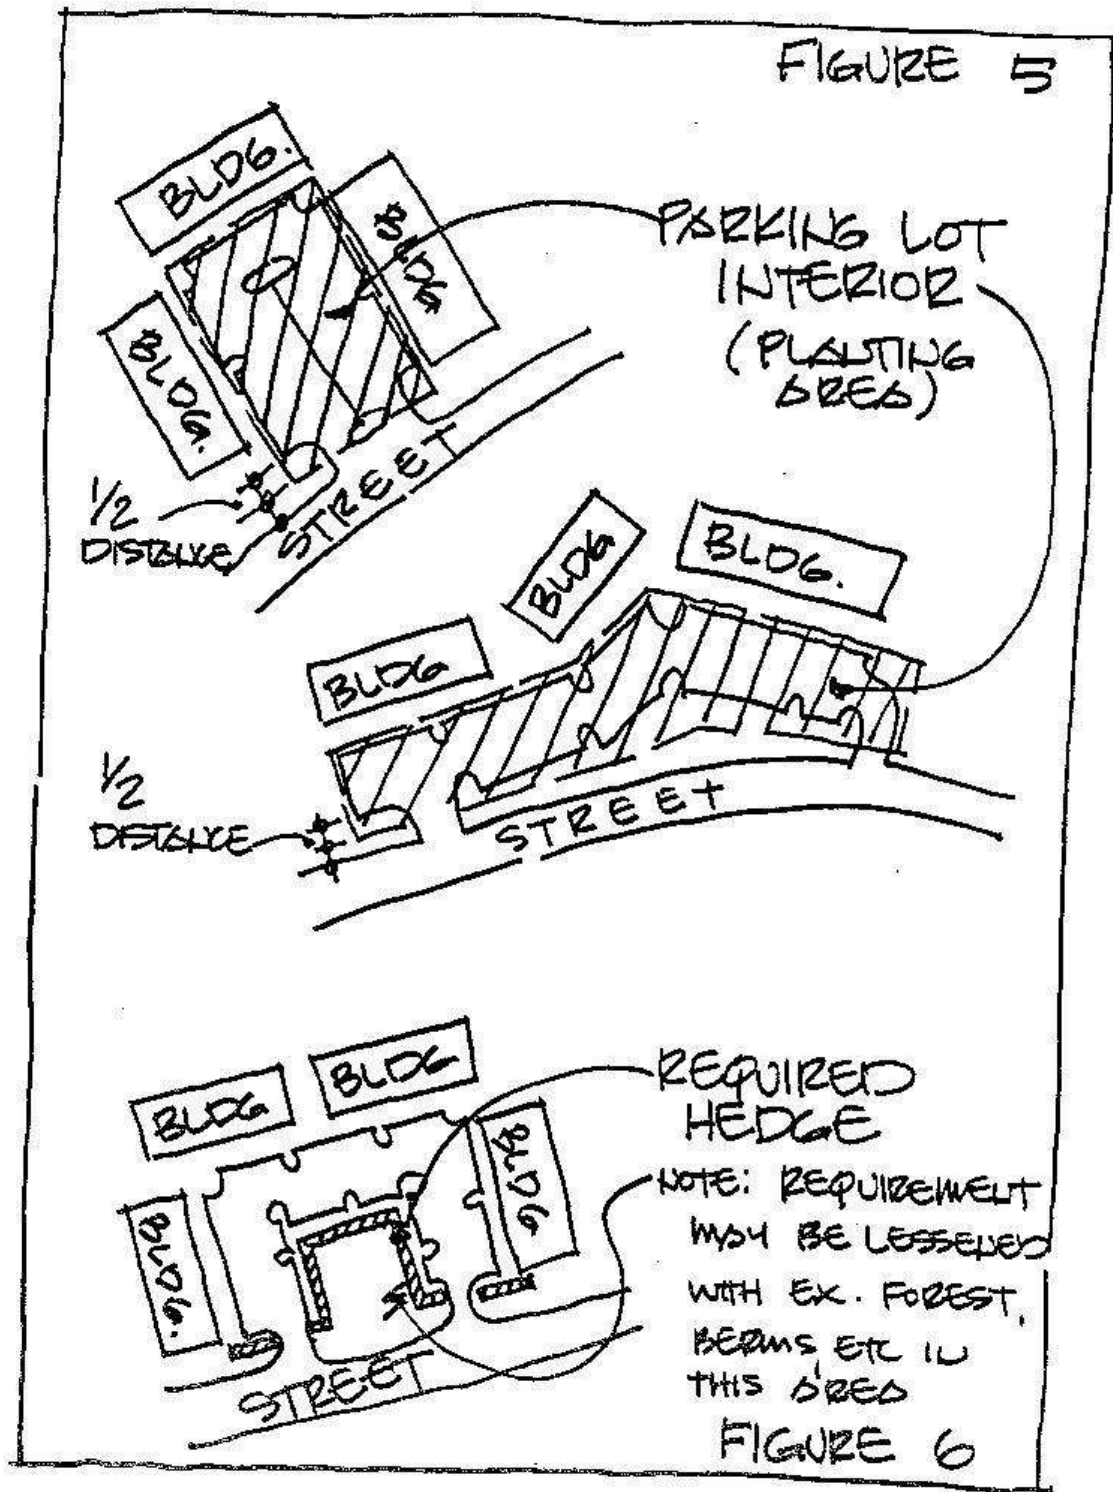 FIGURE 5
BLDG.
BLDG
BLDG.
PARKING LOT
INTERIOR
(PLANTING
AREA)
STREET
1/2
DISTANCE
BLDG
BLDG.
BLDG
STREET
1/2
DISTANCE
BLDG
BLDG
BLDG
BLDG.
STREET
REQUIRED
HEDGE
NOTE: REQUIREMENT
MAY BE LESSENED
WITH EX. FOREST,
BERMS, ETC IN
THIS AREA
FIGURE 6